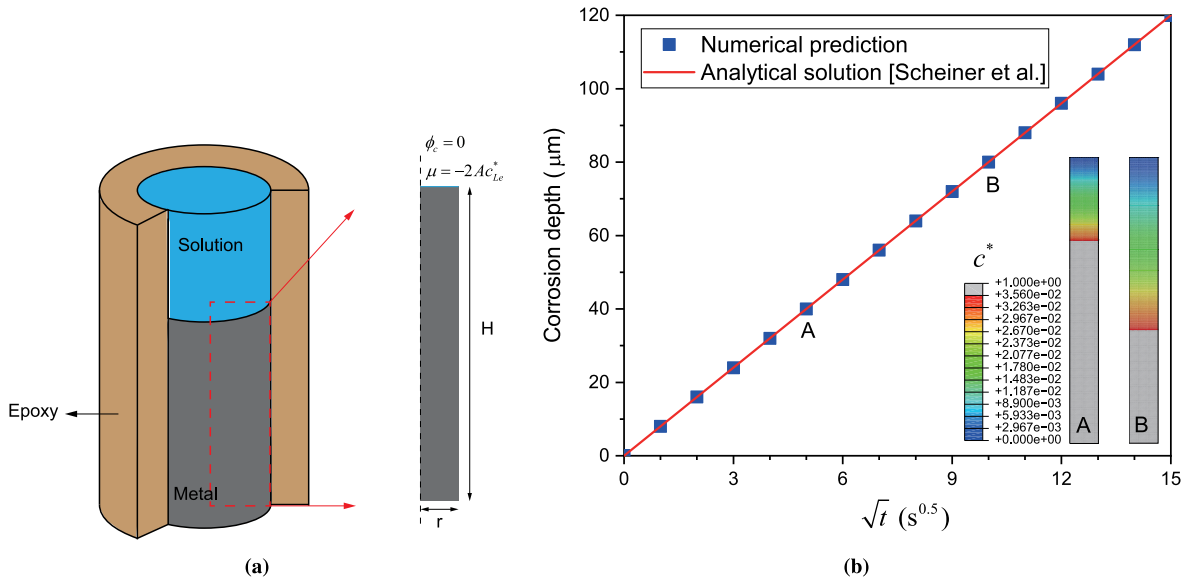 Solution
Metal
Epoxy
ϕ_c = 0
μ = −2Ac*_{Le}
H
r
(a)
Numerical prediction
Analytical solution [Scheiner et al.]
Corrosion depth (μm)
120
100
80
60
40
20
0
A
B
c*
+1.000e+00
+3.560e−02
+3.263e−02
+2.967e−02
+2.670e−02
+2.373e−02
+2.077e−02
+1.780e−02
+1.483e−02
+1.187e−02
+8.900e−03
+5.933e−03
+2.967e−03
+0.000e+00
A
B
0 3 6 9 12 15
√t (s^{0.5})
(b)